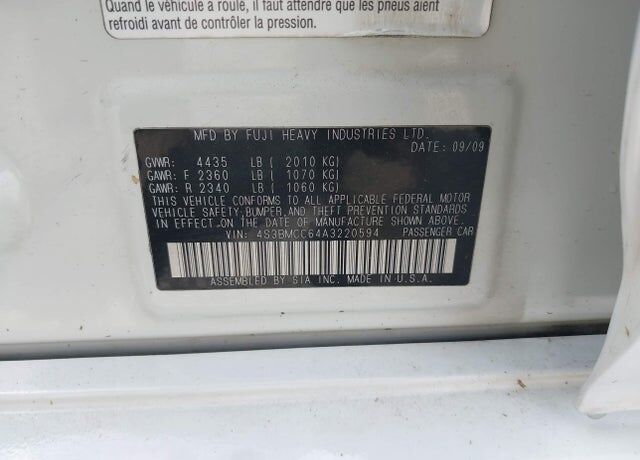 Quand le véhicule a roulé, il faut attendre que les pneus aient
refroidi avant de contrôler la pression.
MFD BY FUJI HEAVY INDUSTRIES LTD.
DATE: 09/09
GVWR: 4435 LB ( 2010 KG)
GAWR: F 2360 LB ( 1070 KG)
GAWR: R 2340 LB ( 1060 KG)
THIS VEHICLE CONFORMS TO ALL APPLICABLE FEDERAL MOTOR
VEHICLE SAFETY, BUMPER, AND THEFT PREVENTION STANDARDS
IN EFFECT ON THE DATE OF MANUFACTURE SHOWN ABOVE.
VIN: 4S3BMCC64A3220594 PASSENGER CAR
ASSEMBLED BY SIA INC. MADE IN U.S.A.